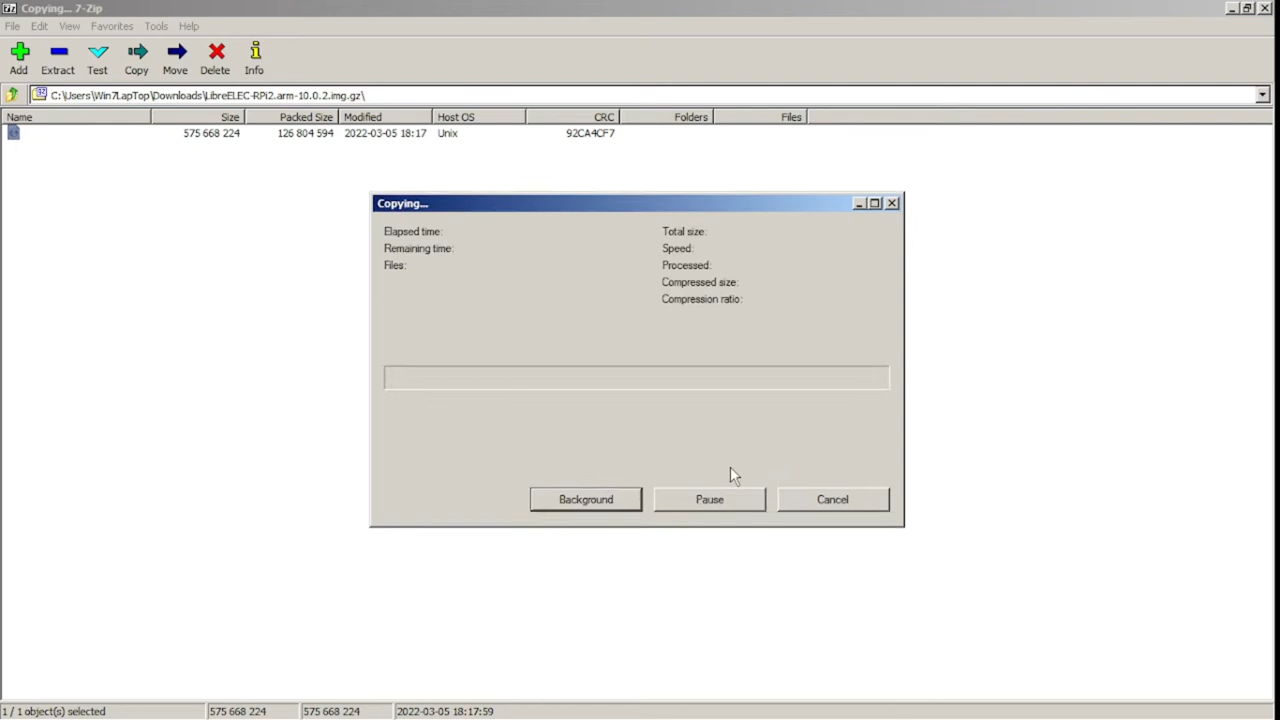 Copying... 7-Zip
File Edit View Favorites Tools Help
Add Extract Test Copy Move Delete Info
C:\Users\Win7LapTop\Downloads\LibreELEC-RPi2.arm-10.0.2.img.gz\
Name Size Packed Size Modified Host OS CRC Folders Files
575 668 224 126 804 594 2022-03-05 18:17 Unix 92CA4CF7
Copying...
Elapsed time: Total size:
Remaining time: Speed:
Files: Processed:
Compressed size:
Compression ratio:
Background Pause Cancel
1 / 1 object(s) selected 575 668 224 575 668 224 2022-03-05 18:17:59